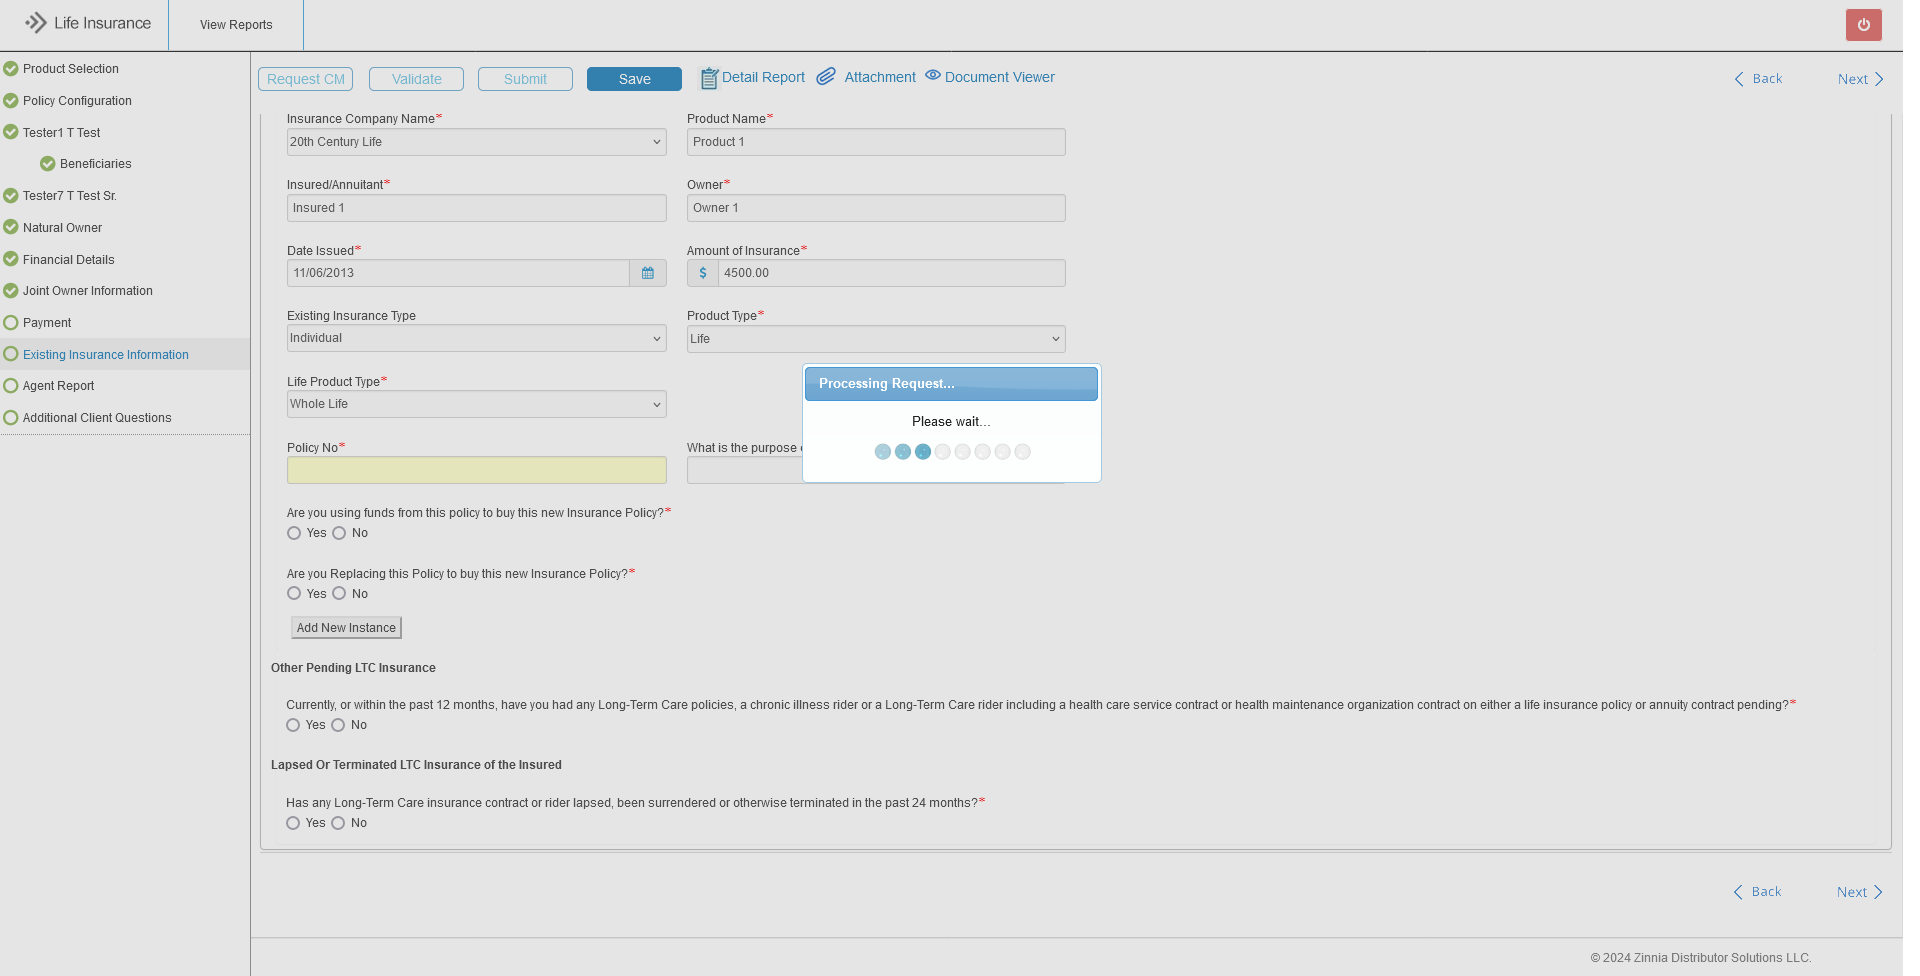 Life Insurance
View Reports
Product Selection
Policy Configuration
Tester1 T Test
Beneficiaries
Tester7 T Test Sr.
Natural Owner
Financial Details
Joint Owner Information
Payment
Existing Insurance Information
Agent Report
Additional Client Questions
Request CM
Validate
Submit
Save
Detail Report
Attachment
Document Viewer
Back
Next
Insurance Company Name*
Product Name*
20th Century Life
Product 1
Insured/Annuitant*
Owner*
Insured 1
Owner 1
Date Issued*
Amount of Insurance*
11/06/2013
$ 4500.00
Existing Insurance Type
Product Type*
Individual
Life
Life Product Type*
Whole Life
Processing Request...
Please wait...
Policy No*
What is the purpose
Are you using funds from this policy to buy this new Insurance Policy?*
Yes No
Are you Replacing this Policy to buy this new Insurance Policy?*
Yes No
Add New Instance
Other Pending LTC Insurance
Currently, or within the past 12 months, have you had any Long-Term Care policies, a chronic illness rider or a Long-Term Care rider including a health care service contract or health maintenance organization contract on either a life insurance policy or annuity contract pending?*
Yes No
Lapsed Or Terminated LTC Insurance of the Insured
Has any Long-Term Care insurance contract or rider lapsed, been surrendered or otherwise terminated in the past 24 months?*
Yes No
Back
Next
© 2024 Zinnia Distributor Solutions LLC.